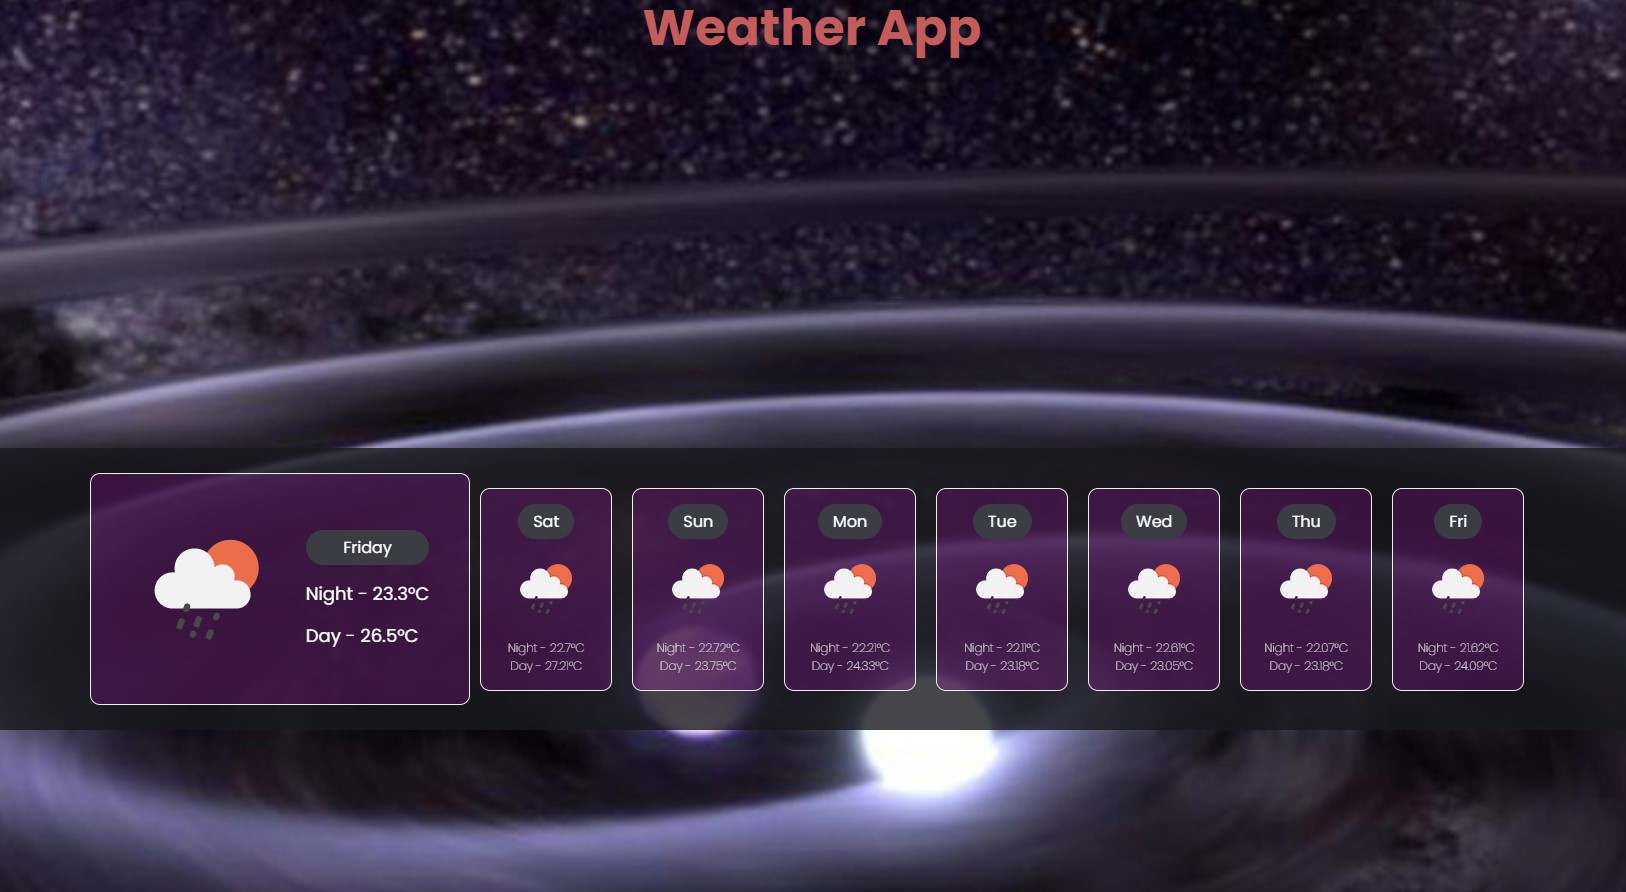 Weather App
Friday
Night - 23.3°C
Day - 26.5°C
Sat
Night - 22.7°C
Day - 27.21°C
Sun
Night - 22.72°C
Day - 23.75°C
Mon
Night - 22.21°C
Day - 24.33°C
Tue
Night - 22.11°C
Day - 23.18°C
Wed
Night - 22.61°C
Day - 23.05°C
Thu
Night - 22.07°C
Day - 23.18°C
Fri
Night - 21.62°C
Day - 24.09°C